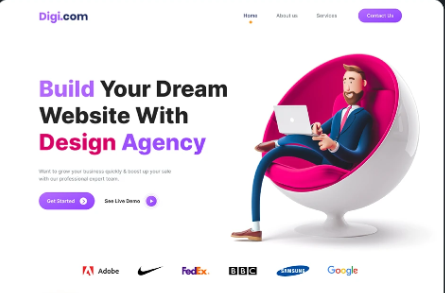 Digi.com
Home About us Services Contact Us
Build Your Dream
Website With
Design Agency
Want to grow your business quickly & boost up your sale
with our professional expert team.
Get Started See Live Demo
Adobe FedEx. BBC SAMSUNG Google